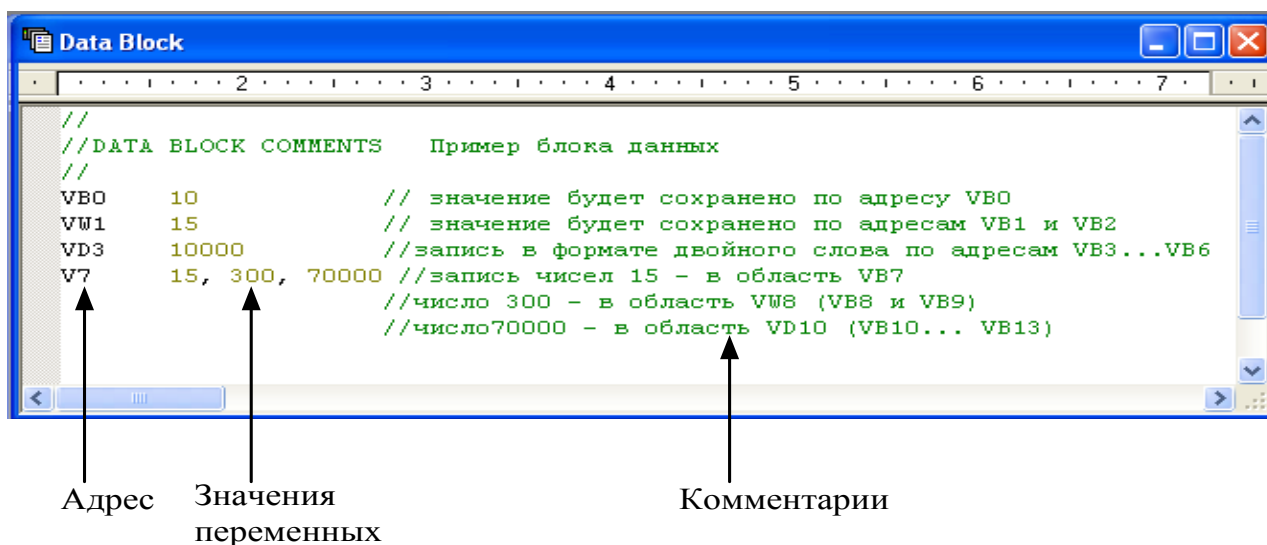 Data Block
2 3 4 5 6 7
//
//DATA BLOCK COMMENTS Пример блока данных
//
VB0 10 // значение будет сохранено по адресу VB0
VW1 15 // значение будет сохранено по адресам VB1 и VB2
VD3 10000 //запись в формате двойного слова по адресам VB3...VB6
V7 15, 300, 70000 //запись чисел 15 - в область VB7
//число 300 - в область VW8 (VB8 и VB9)
//число70000 - в область VD10 (VB10... VB13)
Адрес
Значения
переменных
Комментарии